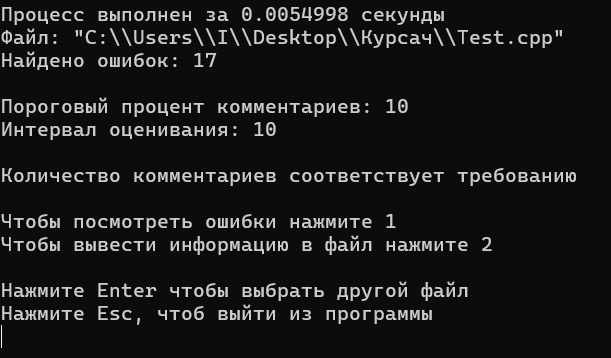 Процесс выполнен за 0.0054998 секунды
Файл: "C:\\Users\\I\\Desktop\\Курсач\\Test.cpp"
Найдено ошибок: 17
Пороговый процент комментариев: 10
Интервал оценивания: 10
Количество комментариев соответствует требованию
Чтобы посмотреть ошибки нажмите 1
Чтобы вывести информацию в файл нажмите 2
Нажмите Enter чтобы выбрать другой файл
Нажмите Esc, чтоб выйти из программы